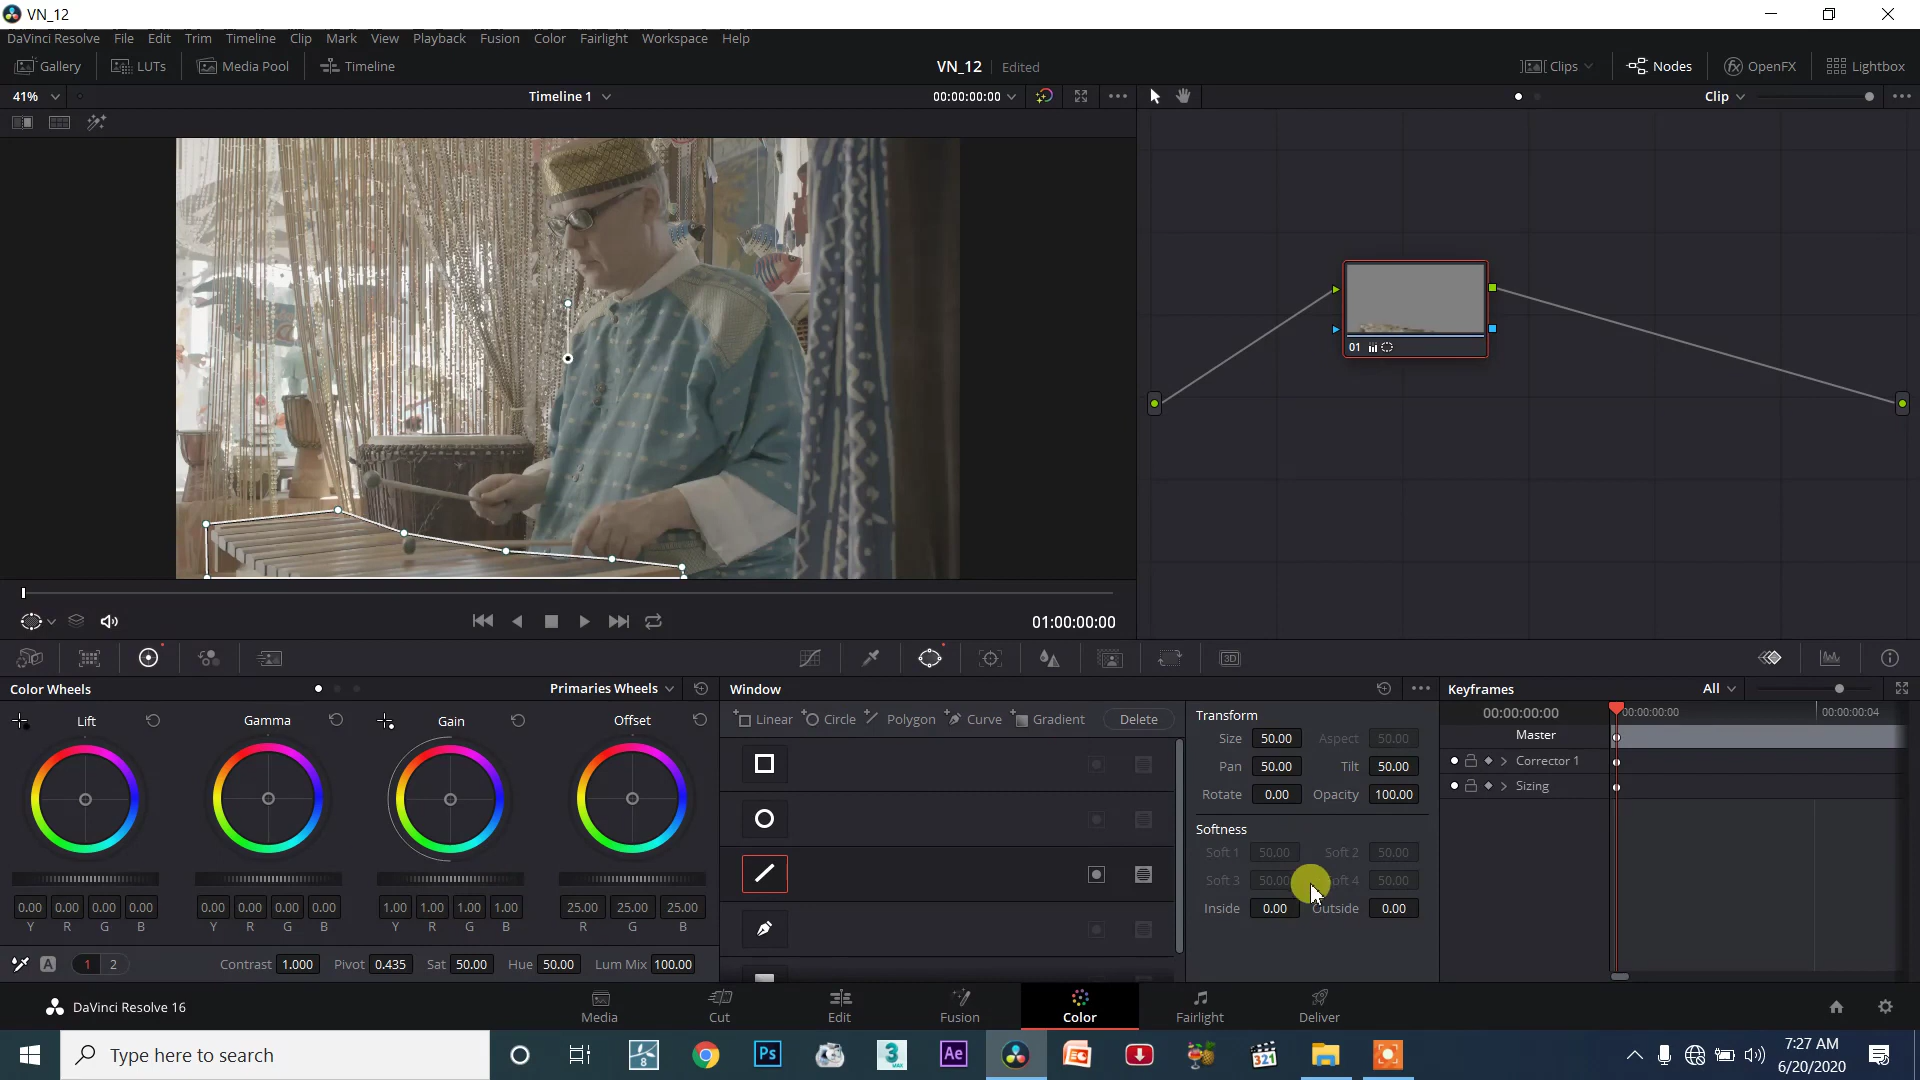 VN_12
DaVinci Resolve File Edit Trim Timeline Clip Mark View Playback Fusion Color Fairlight Workspace Help
Gallery LUTs Media Pool Timeline VN_12 Edited Clips Nodes OpenFX Lightbox
41% Timeline 1 00:00:00:00 Clip
01
01:00:00:00
Color Wheels Primaries Wheels Window Keyframes All
Lift Gamma Gain Offset
Linear Circle Polygon Curve Gradient Delete
Transform
Size 50.00 Aspect 50.00
Pan 50.00 Tilt 50.00
Rotate 0.00 Opacity 100.00
Softness
Soft 1 50.00 Soft 2 50.00
Soft 3 50.00 Soft 4 50.00
Inside 0.00 Outside 0.00
00:00:00:00 00:00:00:00 00:00:00:04
Master
Corrector 1
Sizing
0.00 0.00 0.00 0.00 0.00 0.00 0.00 0.00 1.00 1.00 1.00 1.00 25.00 25.00 25.00
Y R G B Y R G B Y R G B R G B
A 1 2 Contrast 1.000 Pivot 0.435 Sat 50.00 Hue 50.00 Lum Mix 100.00
DaVinci Resolve 16 Media Cut Edit Fusion Color Fairlight Deliver
Type here to search 8 Ps 3 MAX Ae 321
7:27 AM
6/20/2020